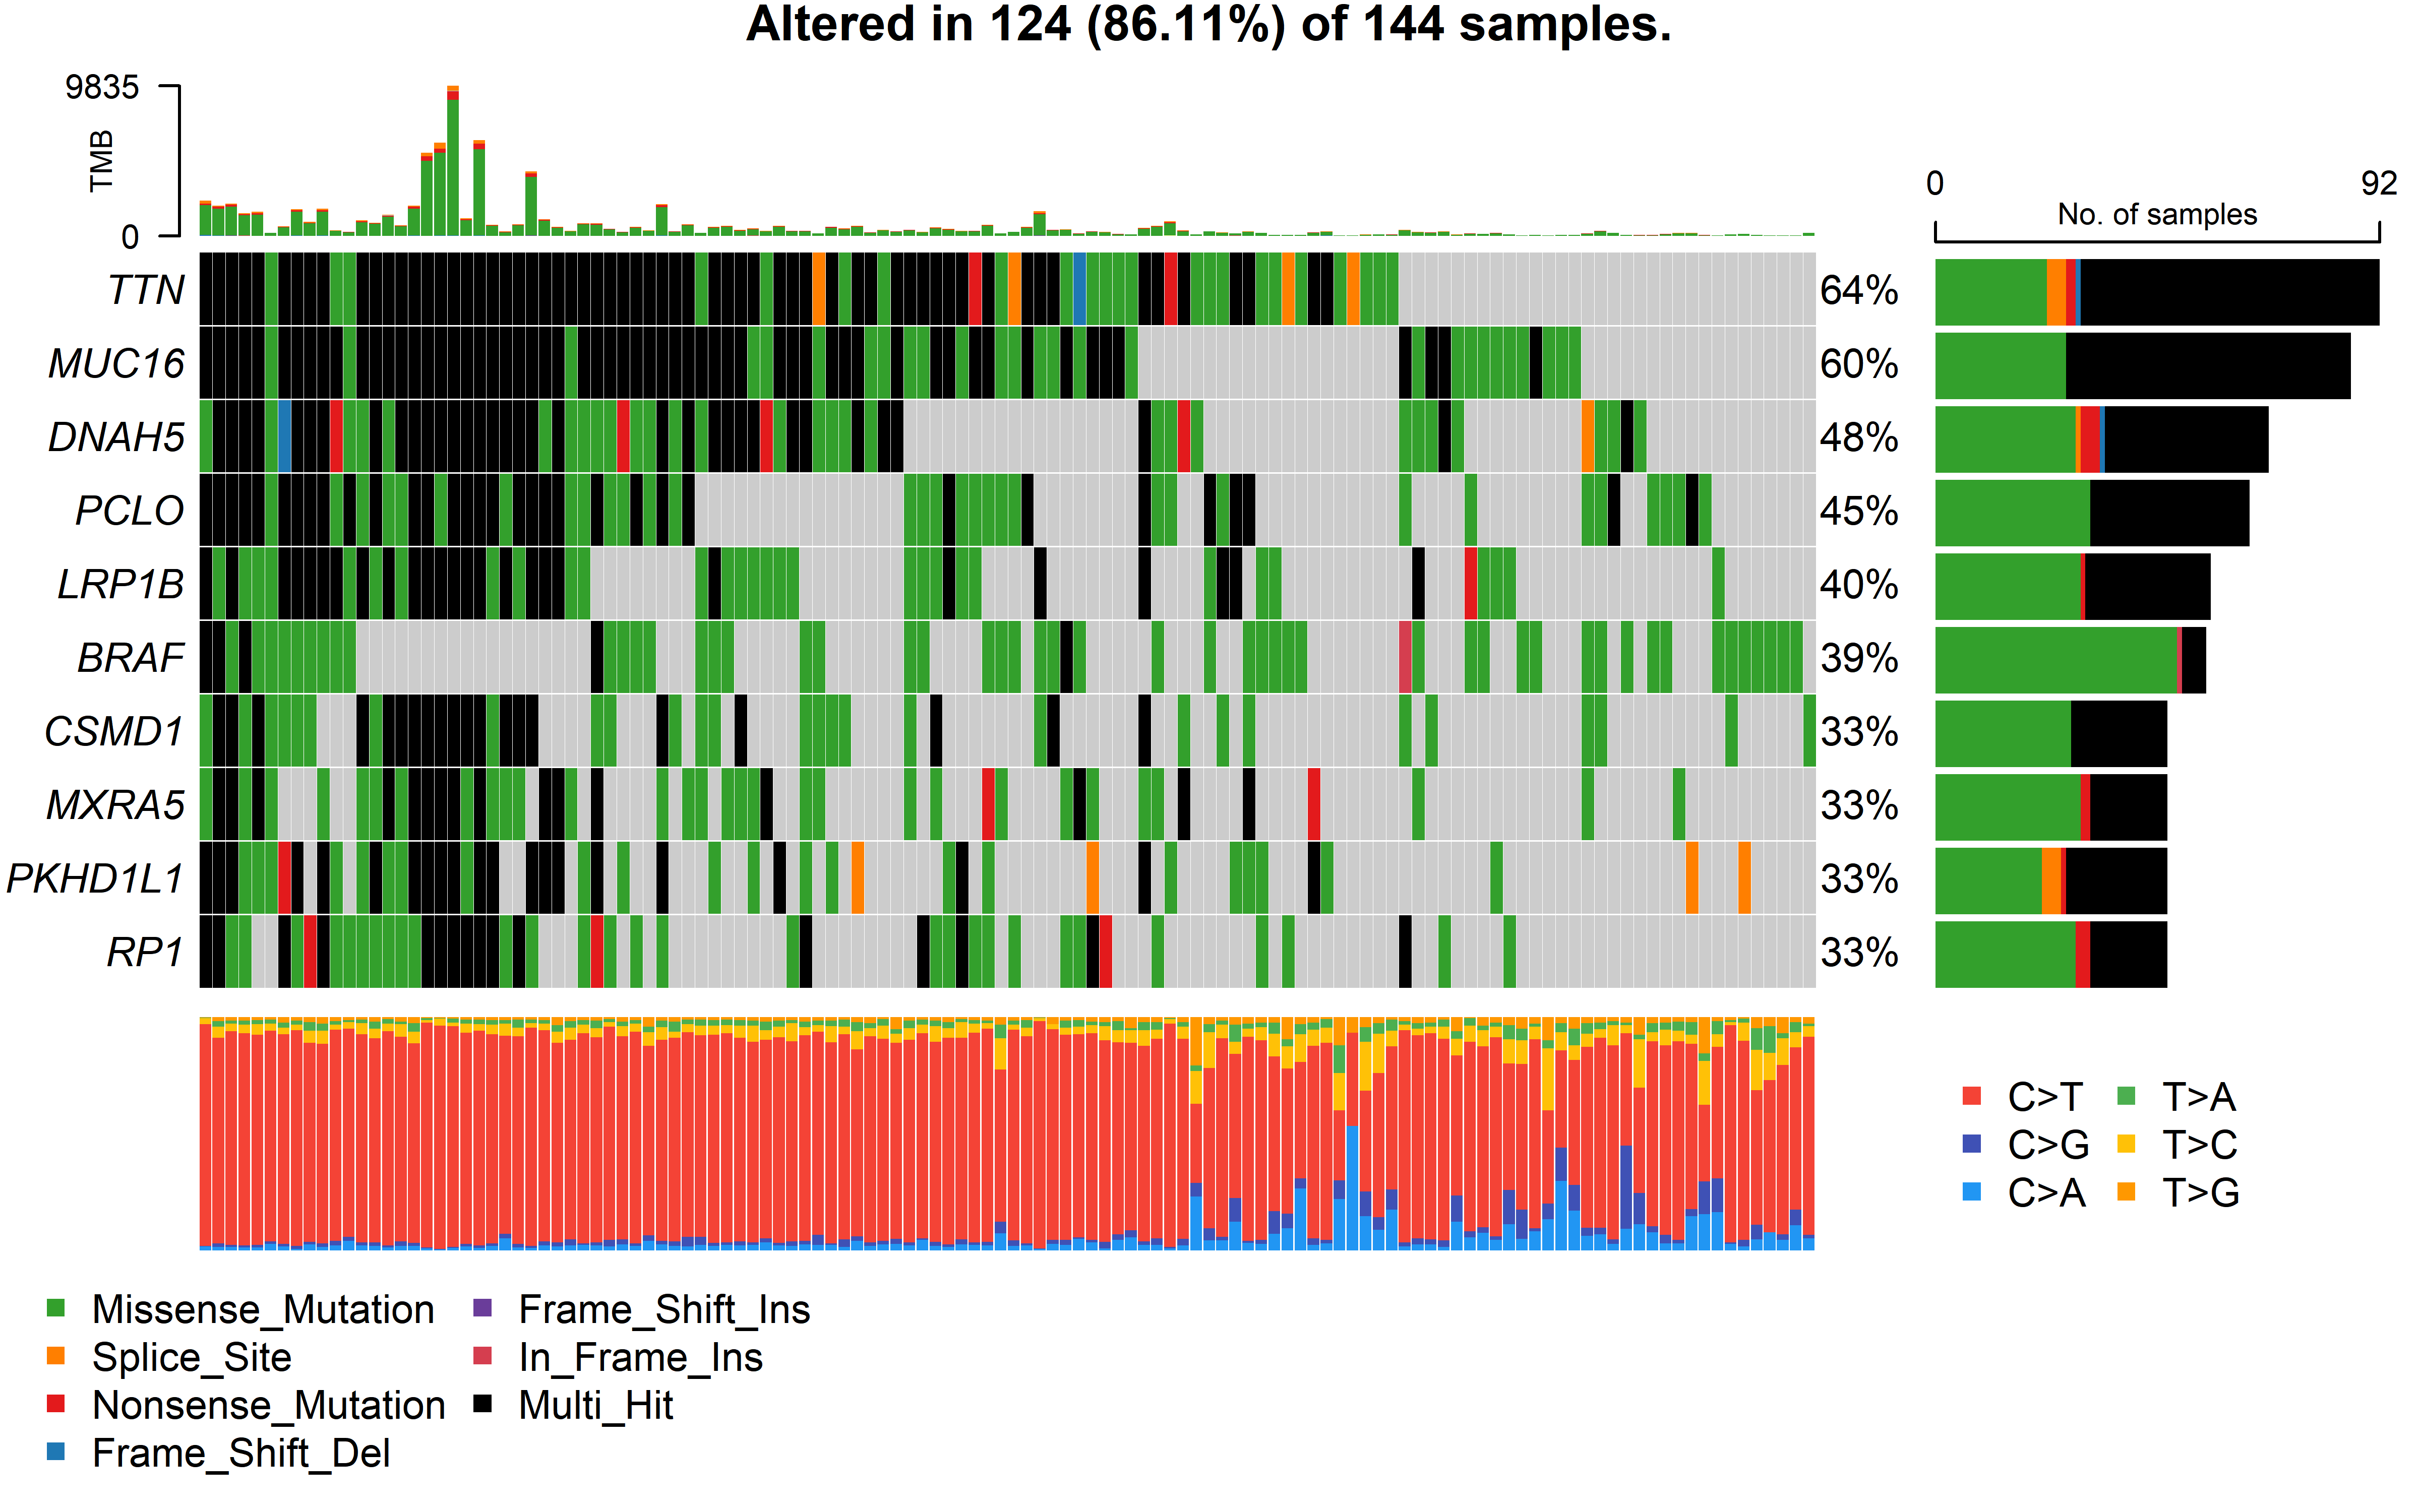 Altered in 124 (86.11%) of 144 samples.
9835
TMB
0
0 92
No. of samples
TTN 64%
MUC16 60%
DNAH5 48%
PCLO 45%
LRP1B 40%
BRAF 39%
CSMD1 33%
MXRA5 33%
PKHD1L1 33%
RP1 33%
C>T T>A
C>G T>C
C>A T>G
Missense_Mutation Frame_Shift_Ins
Splice_Site In_Frame_Ins
Nonsense_Mutation Multi_Hit
Frame_Shift_Del